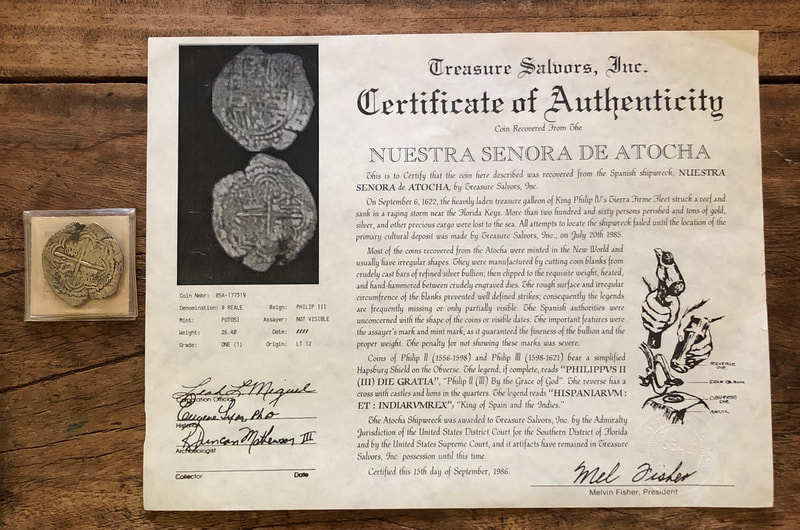 Treasure Salvors, Inc.
Certificate of Authenticity
Coin Recovered From The
NUESTRA SENORA DE ATOCHA
This is to Certify that the coin here described was recovered from the Spanish shipwreck, NUESTRA
SENORA de ATOCHA, by Treasure Salvors, Inc.
On September 6, 1622, the heavily laden treasure galleon of King Philip IV's Tierra Firme Fleet struck a reef and
sank in a raging storm near the Florida Keys. More than two hundred and sixty persons perished and tons of gold,
silver, and other precious cargo were lost to the sea. All attempts to locate the shipwreck failed until the location of the
primary cultural deposit was made by Treasure Salvors, Inc., on July 20th 1985.
Most of the coins recovered from the Atocha were minted in the New World and
usually have irregular shapes. They were manufactured by cutting coin blanks from
crudely cast bars of refined silver bullion; then clipped to the requisite weight, heated,
and hand-hammered between crudely engraved dies. The rough surface and irregular
circumfrence of the blanks prevented well defined strikes; consequently the legends
are frequently missing or only partially visible. The Spanish authorities were
unconcerned with the shape of the coins or visible dates. The important features were
the assayer's mark and mint mark, as it guaranteed the fineness of the bullion and the
proper weight. The penalty for not showing these marks was severe.
Coins of Philip II (1556-1598) and Philip III (1598-1621) bear a simplified
Hapsburg Shield on the Obverse. The legend, if complete, reads "PHILIPPVS II
(III) DIE GRATIA", "Philip II (III) By the Grace of God". The reverse has a
cross with castles and lions in the quarters. The legend reads "HISPANIARVM :
ET : INDIARVMREX", "King of Spain and the Indies."
The Atocha Shipwreck was awarded to Treasure Salvors, Inc. by the Admiralty
Jurisdiction of the United States District Court for the Southern District of Florida
and by the United States Supreme Court, and it artifacts have remained in Treasure
Salvors, Inc. possession until this time.
Certified this 15th day of September, 1986.
Mel Fisher
Melvin Fisher, President
REVERSE
DIE
COIN BLANK
OBVERSE
DIE
ANVIL
Coin Nmbr: 85A-177319
Denomination: 8 REALE Reign: PHILIP III
Mint: POTOSI Assayer: NOT VISIBLE
Weight: 26.40 Date: ////
Grade: ONE (1) Origin: LT 12
Official
Eugene Lyon, PhD
R Duncan Mathewson III
Archaeologist
Collector Date